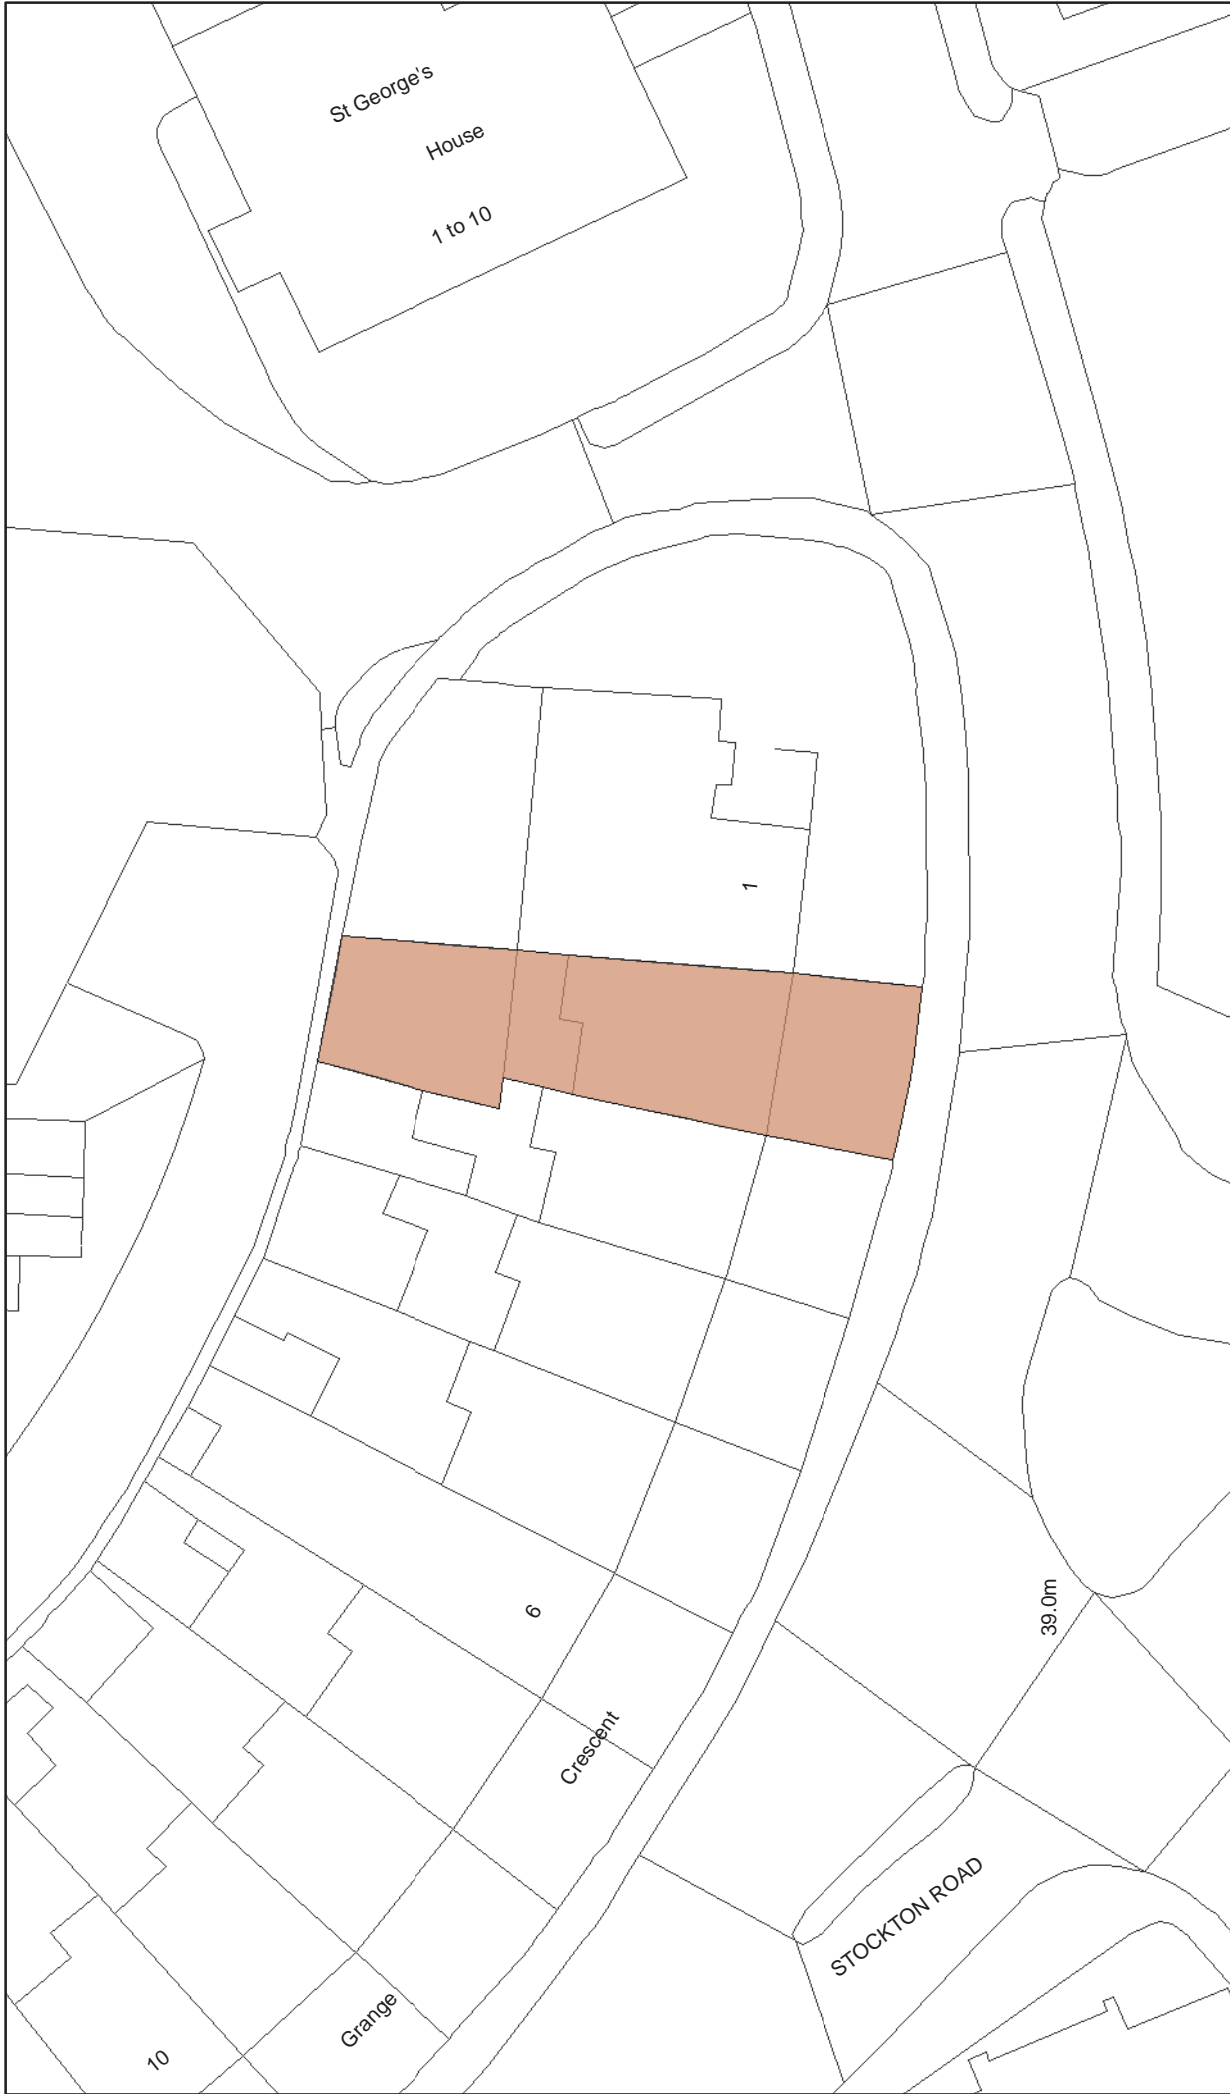 St George's
House
1 to 10
1
6
39.0m
Crescent
STOCKTON ROAD
Grange
10